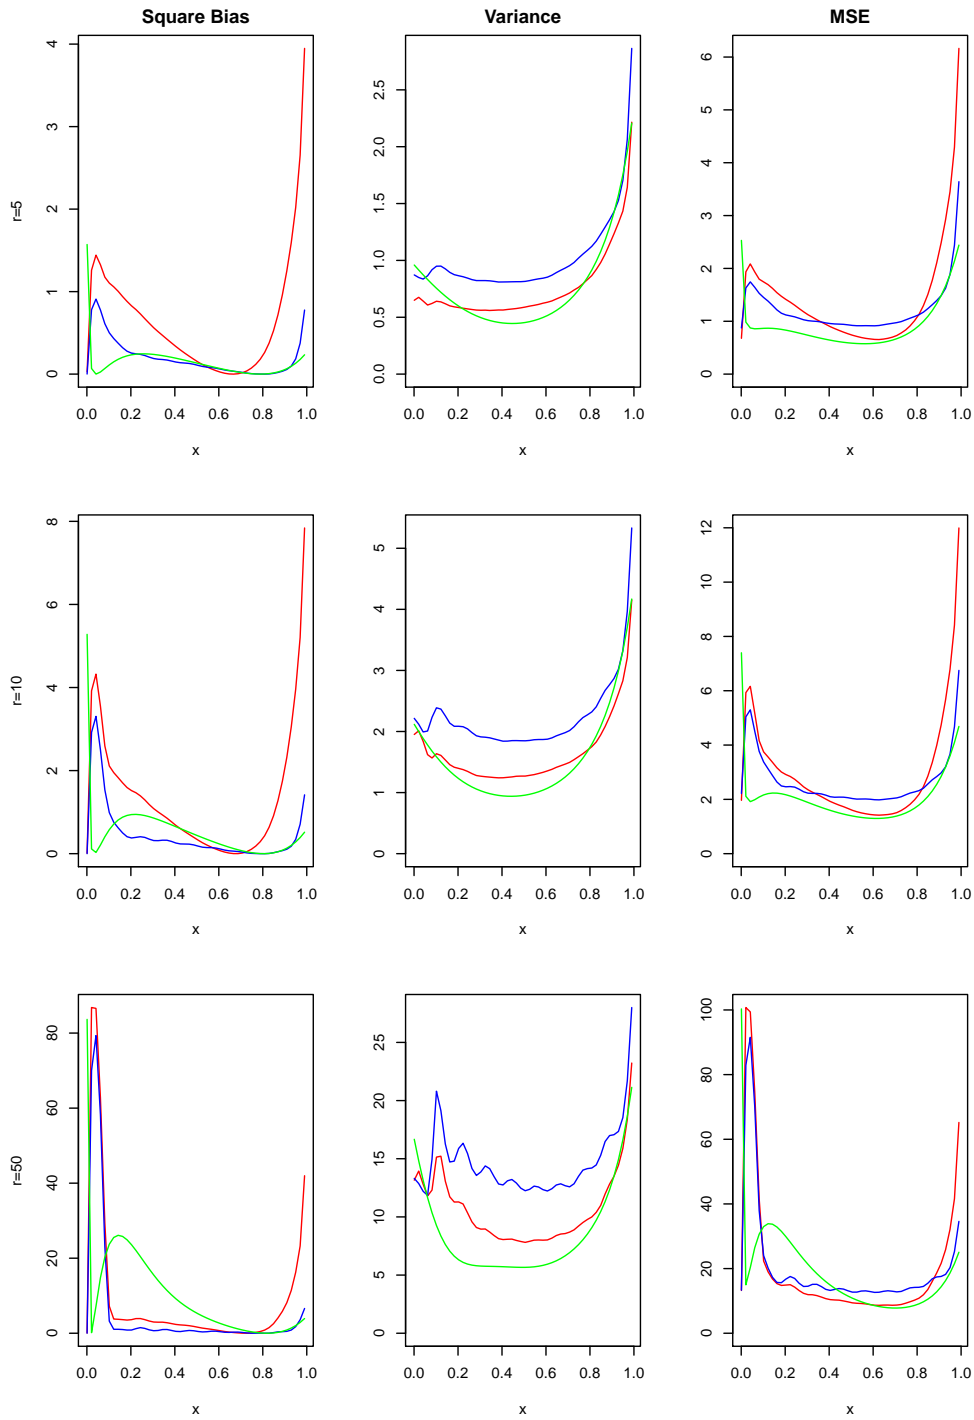 Square Bias
Variance
MSE
r=5
0 1 2 3 4
0.0 0.2 0.4 0.6 0.8 1.0
x
0.0 0.5 1.0 1.5 2.0 2.5
0.0 0.2 0.4 0.6 0.8 1.0
x
0 1 2 3 4 5 6
0.0 0.2 0.4 0.6 0.8 1.0
x
r=10
0 2 4 6 8
0.0 0.2 0.4 0.6 0.8 1.0
x
0 1 2 3 4 5
0.0 0.2 0.4 0.6 0.8 1.0
x
0 2 4 6 8 10 12
0.0 0.2 0.4 0.6 0.8 1.0
x
r=50
0 20 40 60 80
0.0 0.2 0.4 0.6 0.8 1.0
x
0 5 10 15 20 25
0.0 0.2 0.4 0.6 0.8 1.0
x
0 20 40 60 80 100
0.0 0.2 0.4 0.6 0.8 1.0
x